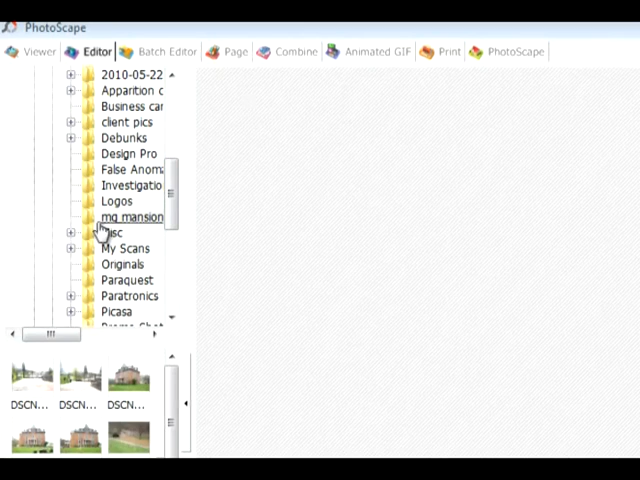 PhotoScape
Viewer Editor Batch Editor Page Combine Animated GIF Print PhotoScape
2010-05-22
Apparition c
Business car
client pics
Debunks
Design Pro
False Anoma
Investigatio
Logos
mg mansion
isc
My Scans
Originals
Paraquest
Paratronics
Picasa
DSCN... DSCN... DSCN...